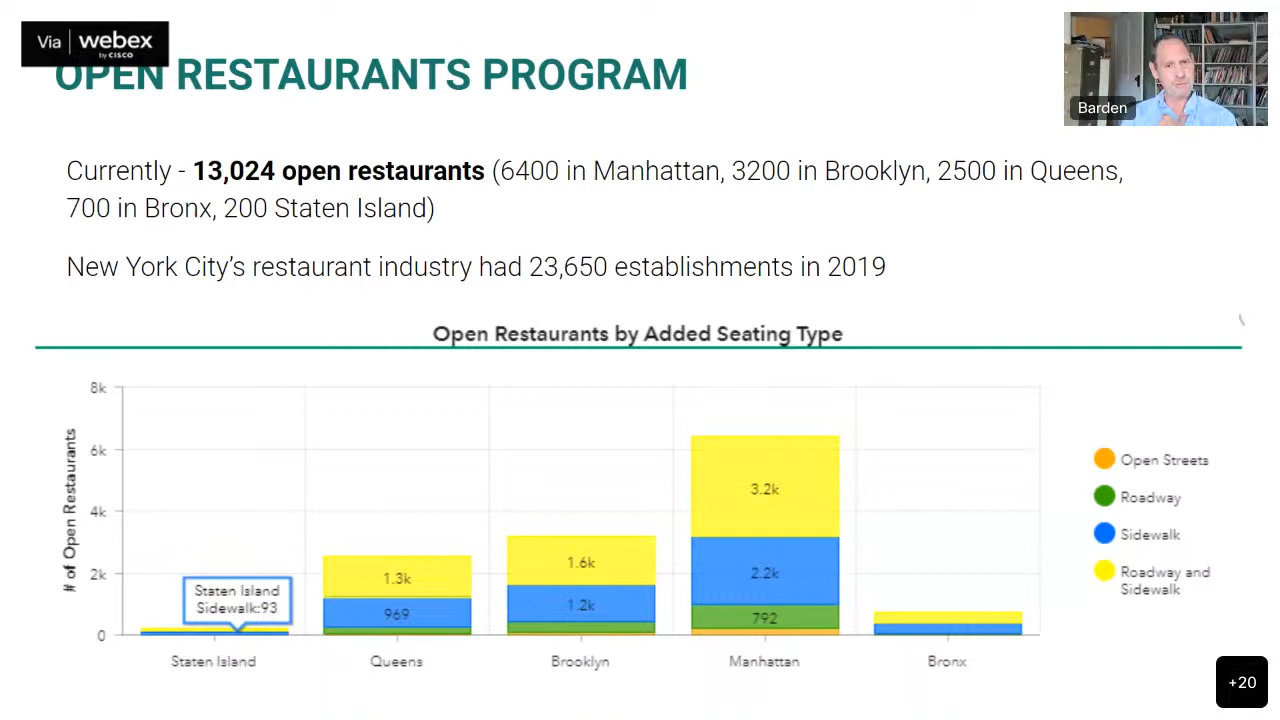 Via | webex
by CISCO
OPEN RESTAURANTS PROGRAM
Barden
Currently - 13,024 open restaurants (6400 in Manhattan, 3200 in Brooklyn, 2500 in Queens,
700 in Bronx, 200 Staten Island)
New York City’s restaurant industry had 23,650 establishments in 2019
Open Restaurants by Added Seating Type
# of Open Restaurants
8k
6k
4k
2k
0
Staten Island
Sidewalk:93
1.3k
969
1.6k
1.2k
3.2k
2.2k
792
Staten Island
Queens
Brooklyn
Manhattan
Bronx
Open Streets
Roadway
Sidewalk
Roadway and
Sidewalk
+20